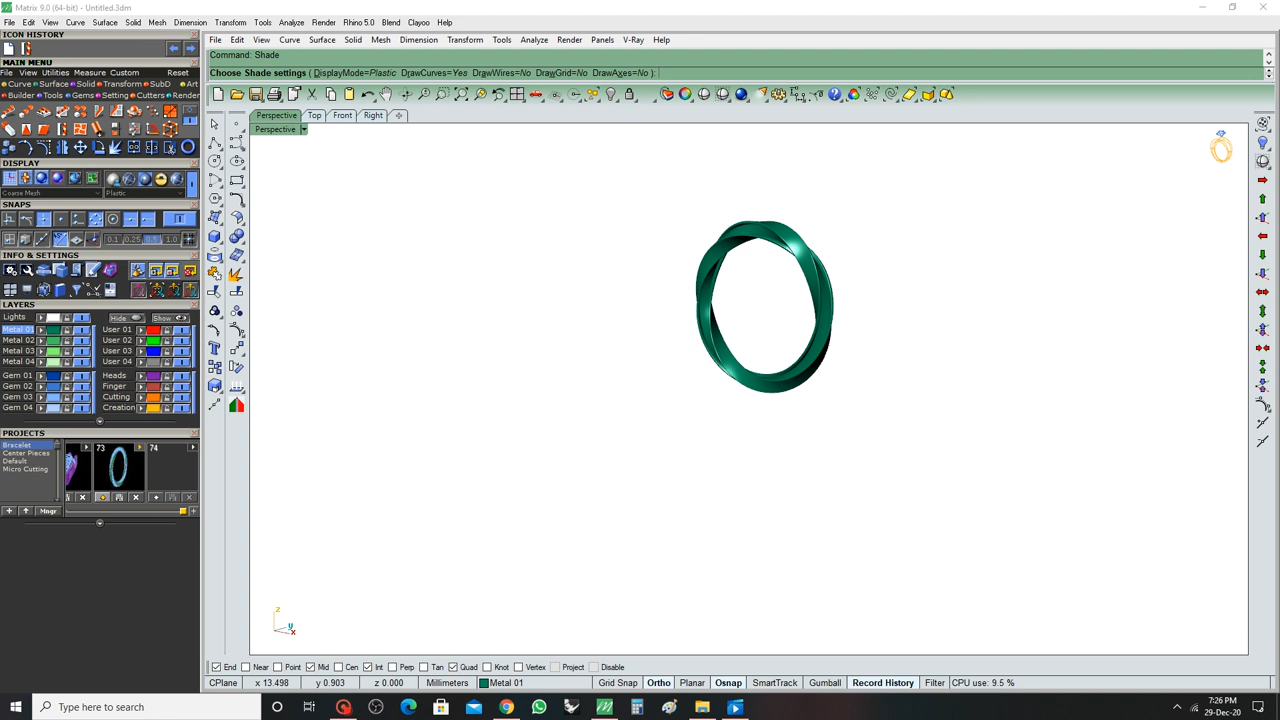 Matrix 9.0 (64-bit) - Untitled.3dm
File Edit View Curve Surface Solid Mesh Dimension Transform Tools Analyze Render Rhino 5.0 Blend Clayoo Help
ICON HISTORY
MAIN MENU
File View Utilities Measure Custom Reset
Curve Surface Solid Transform SubD
Builder Tools Gems Setting Cutters Render
Art
DISPLAY
Coarse Mesh Plastic
SNAPS
0.1 0.25 0.5 1.0
INFO & SETTINGS
LAYERS
Lights Hide Show
Metal 01 User 01
Metal 02 User 02
Metal 03 User 03
Metal 04 User 04
Gem 01 Heads
Gem 02 Finger
Gem 03 Cutting
Gem 04 Creation
PROJECTS
Bracelet
Center Pieces
Default
Micro Cutting
73 74
Mngr
File Edit View Curve Surface Solid Mesh Dimension Transform Tools Analyze Render Panels V-Ray Help
Command: Shade
Choose Shade settings ( DisplayMode=Plastic DrawCurves=Yes DrawWires=No DrawGrid=No DrawAxes=No ):
Perspective Top Front Right
Perspective
z
y
x
End Near Point Mid Cen Int Perp Tan Quad Knot Vertex Project Disable
CPlane x 13.498 y 0.903 z 0.000 Millimeters Metal 01 Grid Snap Ortho Planar Osnap SmartTrack Gumball Record History Filter CPU use: 9.5 %
Type here to search
7:26 PM
29-Dec-20